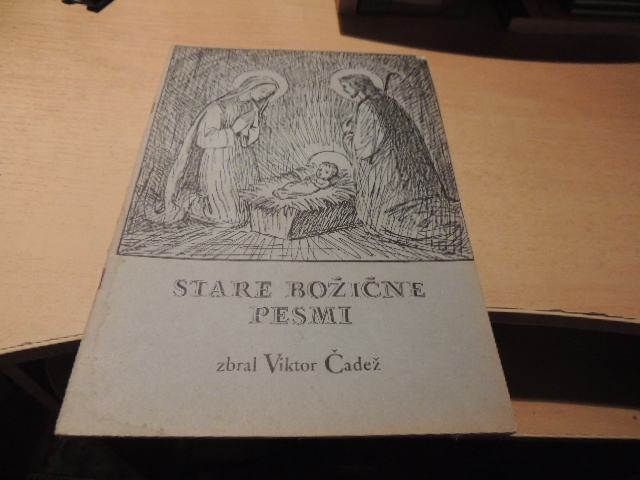 STARE BOŽIČNE
PESMI
zbral Viktor Čadež